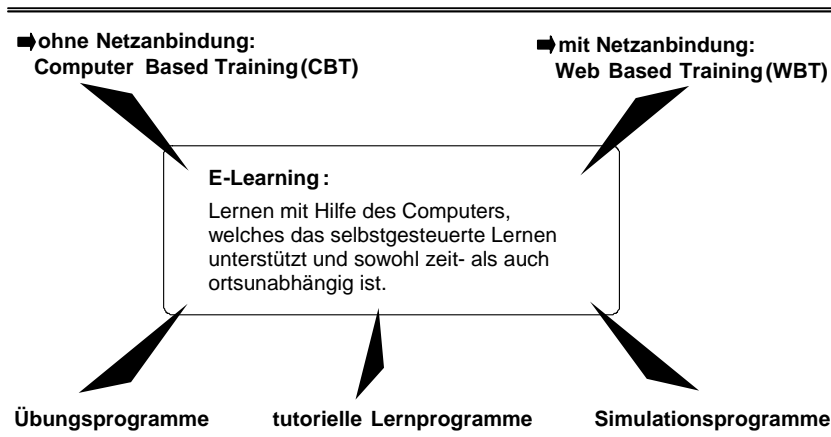 ➡ohne Netzanbindung:
Computer Based Training(CBT)
➡mit Netzanbindung:
Web Based Training(WBT)
E-Learning:
Lernen mit Hilfe des Computers,
welches das selbstgesteuerte Lernen
unterstützt und sowohl zeit- als auch
ortsunabhängig ist.
Übungsprogramme
tutorielle Lernprogramme
Simulationsprogramme